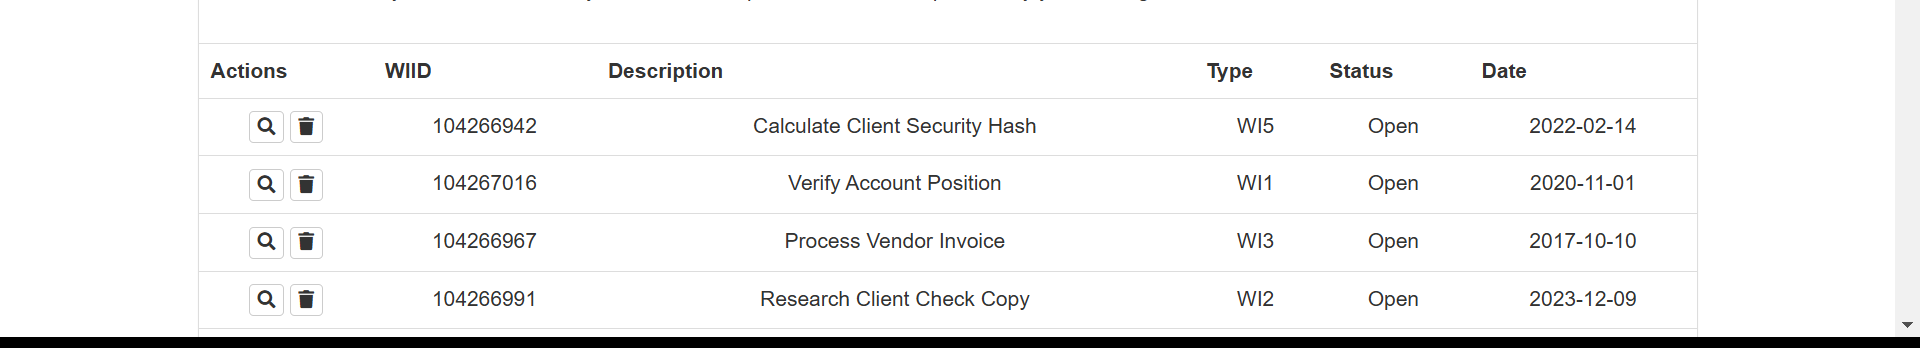 Actions WIID Description Type Status Date
104266942 Calculate Client Security Hash WI5 Open 2022-02-14
104267016 Verify Account Position WI1 Open 2020-11-01
104266967 Process Vendor Invoice WI3 Open 2017-10-10
104266991 Research Client Check Copy WI2 Open 2023-12-09